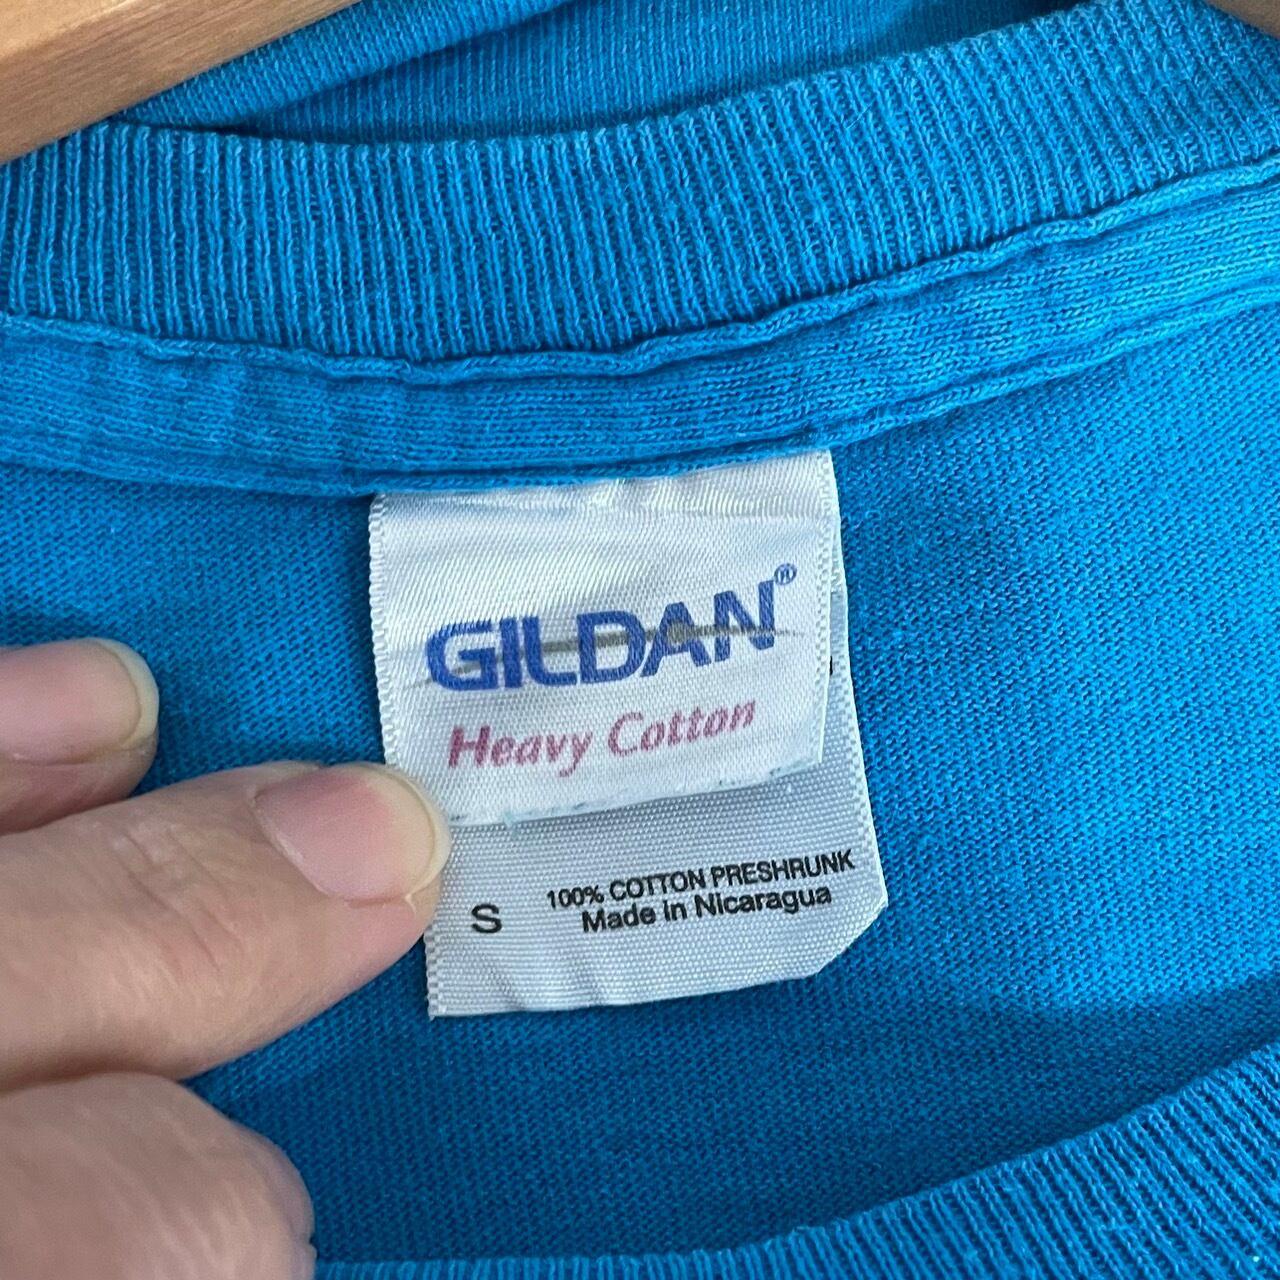 GILDAN®
Heavy Cotton
100% COTTON PRESHRUNK
S Made in Nicaragua